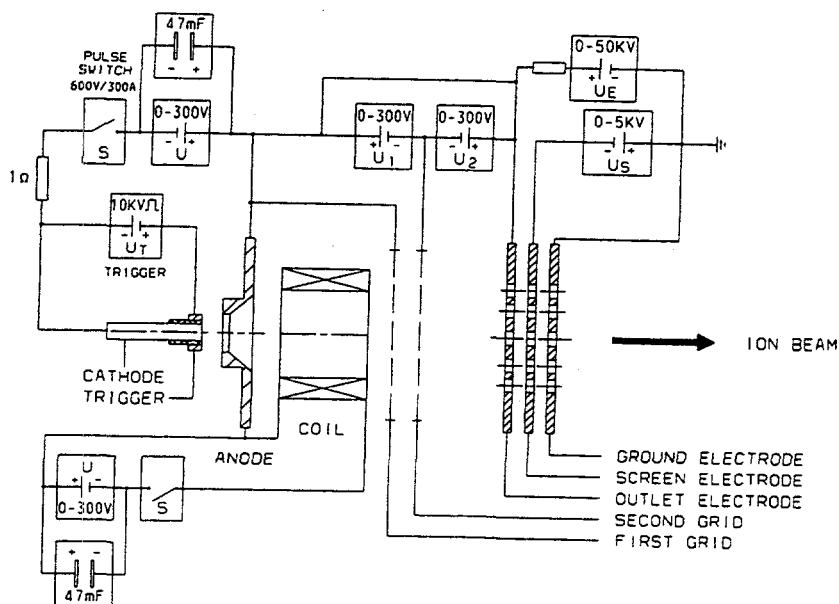 47mF
- +
PULSE
SWITCH
600V/300A
S
0-300V
- +
U
0-300V
+ -
U1
0-300V
- +
U2
0-50KV
+ -
UE
0-5KV
- +
US
1Ω
10KV
- +
UT
TRIGGER
CATHODE
TRIGGER
ANODE
COIL
ION BEAM
GROUND ELECTRODE
SCREEN ELECTRODE
OUTLET ELECTRODE
SECOND GRID
FIRST GRID
U
+ -
0-300V
S
+ -
47mF